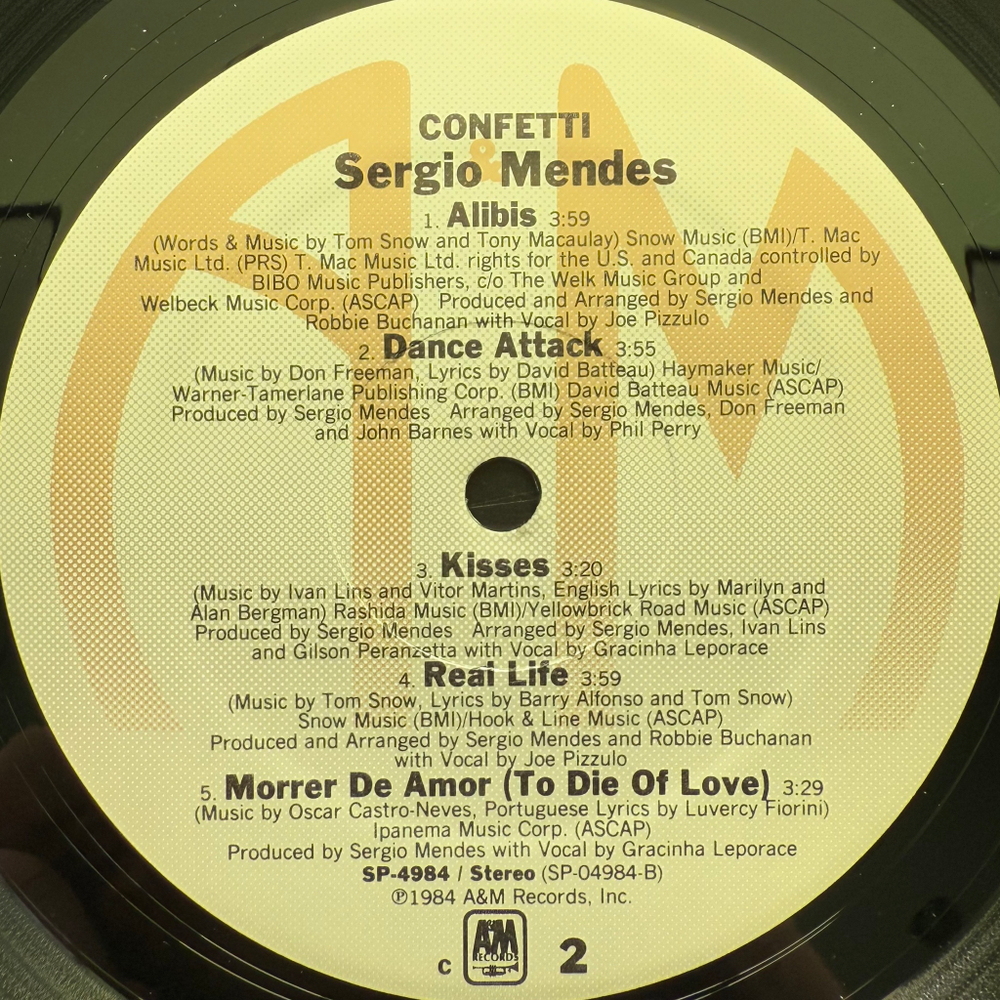 CONFETTI
Sergio Mendes
1. Alibis 3:59
(Words & Music by Tom Snow and Tony Macaulay) Snow Music (BMI)/T. Mac
Music Ltd. (PRS) T. Mac Music Ltd. rights for the U.S. and Canada controlled by
BIBO Music Publishers, c/o The Welk Music Group and
Welbeck Music Corp. (ASCAP) Produced and Arranged by Sergio Mendes and
Robbie Buchanan with Vocal by Joe Pizzulo
2. Dance Attack 3:55
(Music by Don Freeman, Lyrics by David Batteau) Haymaker Music/
Warner-Tamerlane Publishing Corp. (BMI) David Batteau Music (ASCAP)
Produced by Sergio Mendes Arranged by Sergio Mendes, Don Freeman
and John Barnes with Vocal by Phil Perry
3. Kisses 3:20
(Music by Ivan Lins and Vitor Martins, English Lyrics by Marilyn and
Alan Bergman) Rashida Music (BMI)/Yellowbrick Road Music (ASCAP)
Produced by Sergio Mendes Arranged by Sergio Mendes, Ivan Lins
and Gilson Peranzetta with Vocal by Gracinha Leporace
4. Real Life 3:59
(Music by Tom Snow, Lyrics by Barry Alfonso and Tom Snow)
Snow Music (BMI)/Hook & Line Music (ASCAP)
Produced and Arranged by Sergio Mendes and Robbie Buchanan
with Vocal by Joe Pizzulo
5. Morrer De Amor (To Die Of Love) 3:29
(Music by Oscar Castro-Neves, Portuguese Lyrics by Luvercy Fiorini)
Ipanema Music Corp. (ASCAP)
Produced by Sergio Mendes with Vocal by Gracinha Leporace
SP-4984 / Stereo (SP-04984-B)
℗1984 A&M Records, Inc.
C A&M RECORDS 2